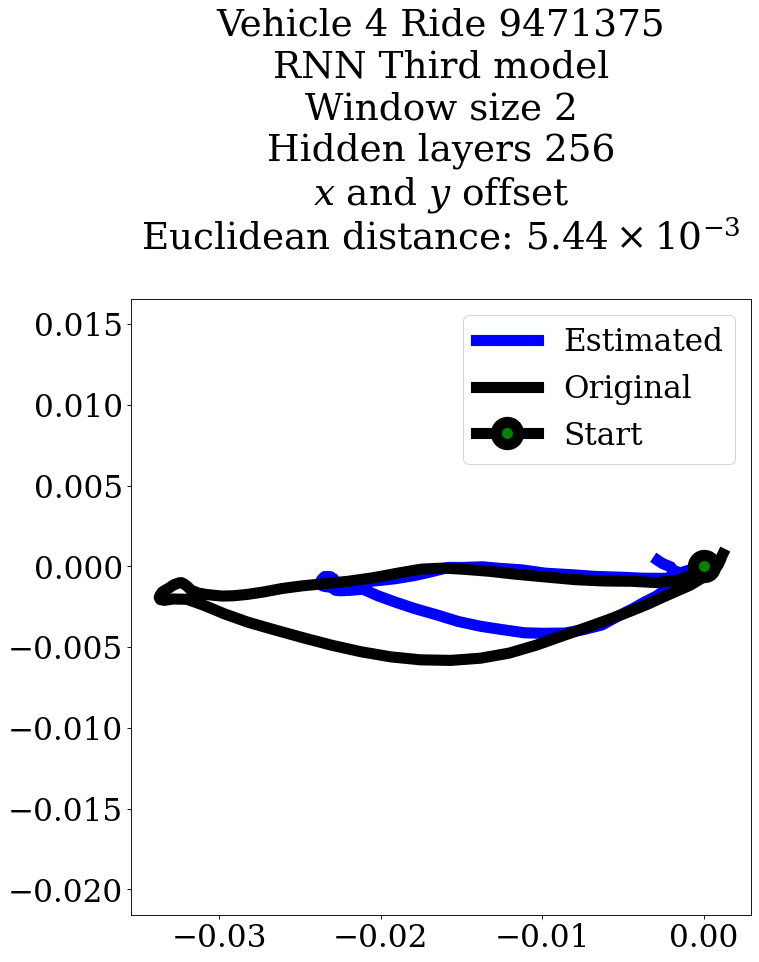 Vehicle 4 Ride 9471375
RNN Third model
Window size 2
Hidden layers 256
x and y offset
Euclidean distance: 5.44 × 10⁻³
Estimated
Original
Start
0.015
0.010
0.005
0.000
−0.005
−0.010
−0.015
−0.020
−0.03 −0.02 −0.01 0.00